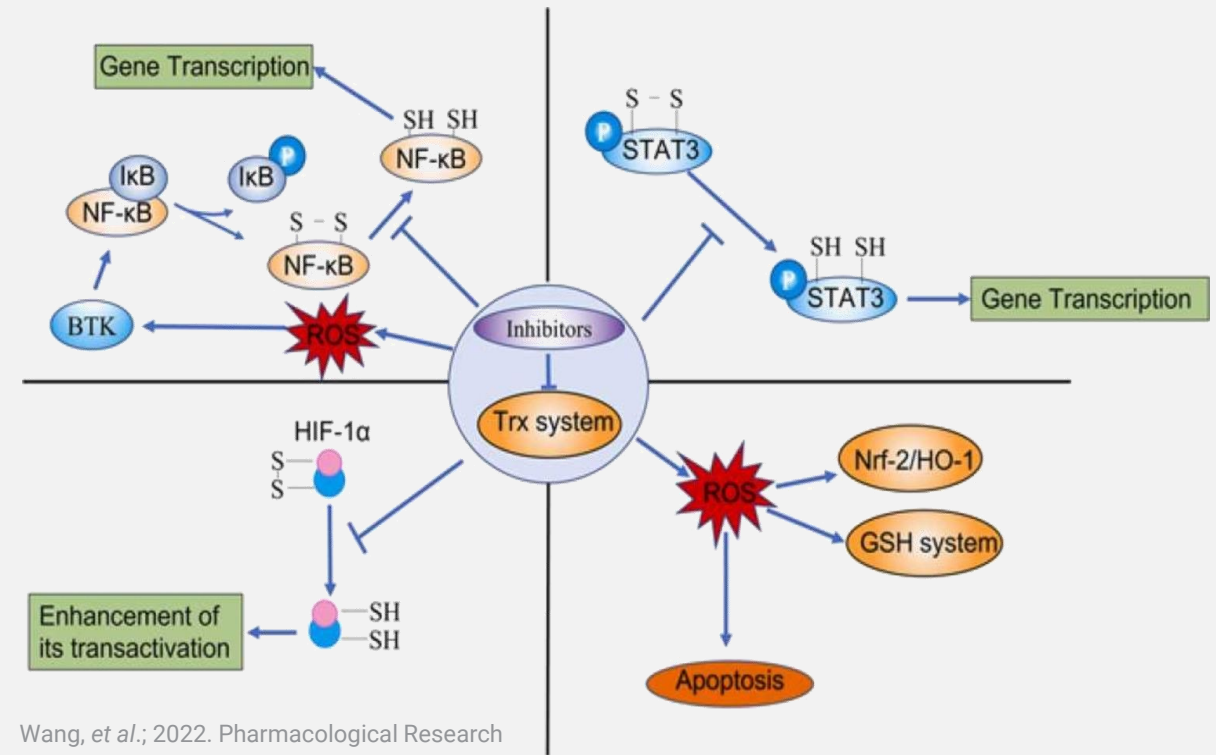 Gene Transcription
SH SH
NF-κB
IκB
NF-κB
IκB
P
S - S
NF-κB
BTK
ROS
S - S
P
STAT3
SH SH
P
STAT3
Gene Transcription
Inhibitors
Trx system
HIF-1α
S
S
SH
SH
Enhancement of
its transactivation
ROS
Nrf-2/HO-1
GSH system
Apoptosis
Wang, et al.; 2022. Pharmacological Research